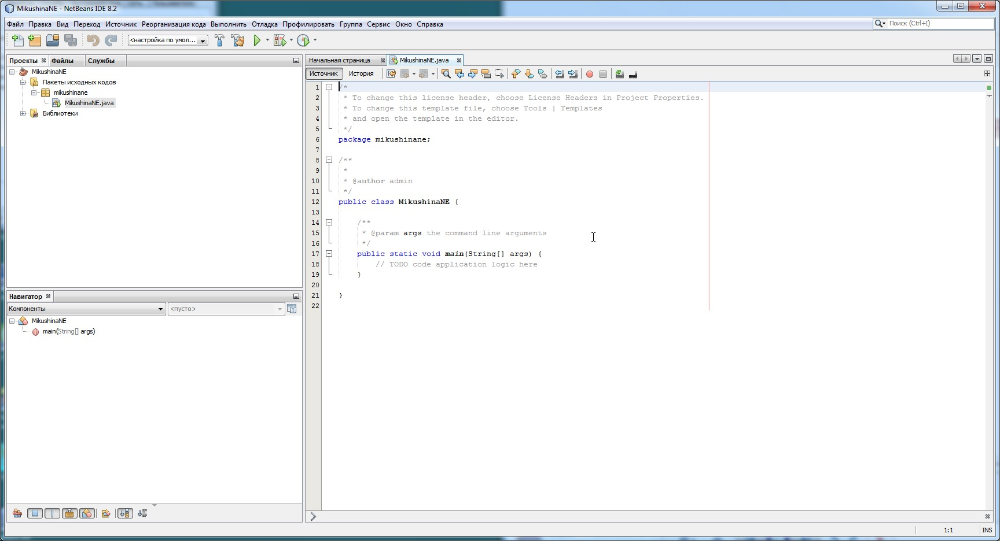 MikushinaNE - NetBeans IDE 8.2
Файл Правка Вид Переход Источник Реорганизация кода Выполнить Отладка Профилировать Группа Сервис Окно Справка
Поиск (Ctrl+I)
<настройка по умол...
Проекты Файлы Службы
MikushinaNE
Пакеты исходных кодов
mikushinane
MikushinaNE.java
Библиотеки
Навигатор
Компоненты
<пусто>
MikushinaNE
main(String[] args)
Начальная страница MikushinaNE.java
Источник История
1 /*
2  * To change this license header, choose License Headers in Project Properties.
3  * To change this template file, choose Tools | Templates
4  * and open the template in the editor.
5  */
6 package mikushinane;
7
8 /**
9  *
10  * @author admin
11  */
12 public class MikushinaNE {
13
14     /**
15      * @param args the command line arguments
16      */
17     public static void main(String[] args) {
18         // TODO code application logic here
19     }
20
21 }
22
1:1 INS